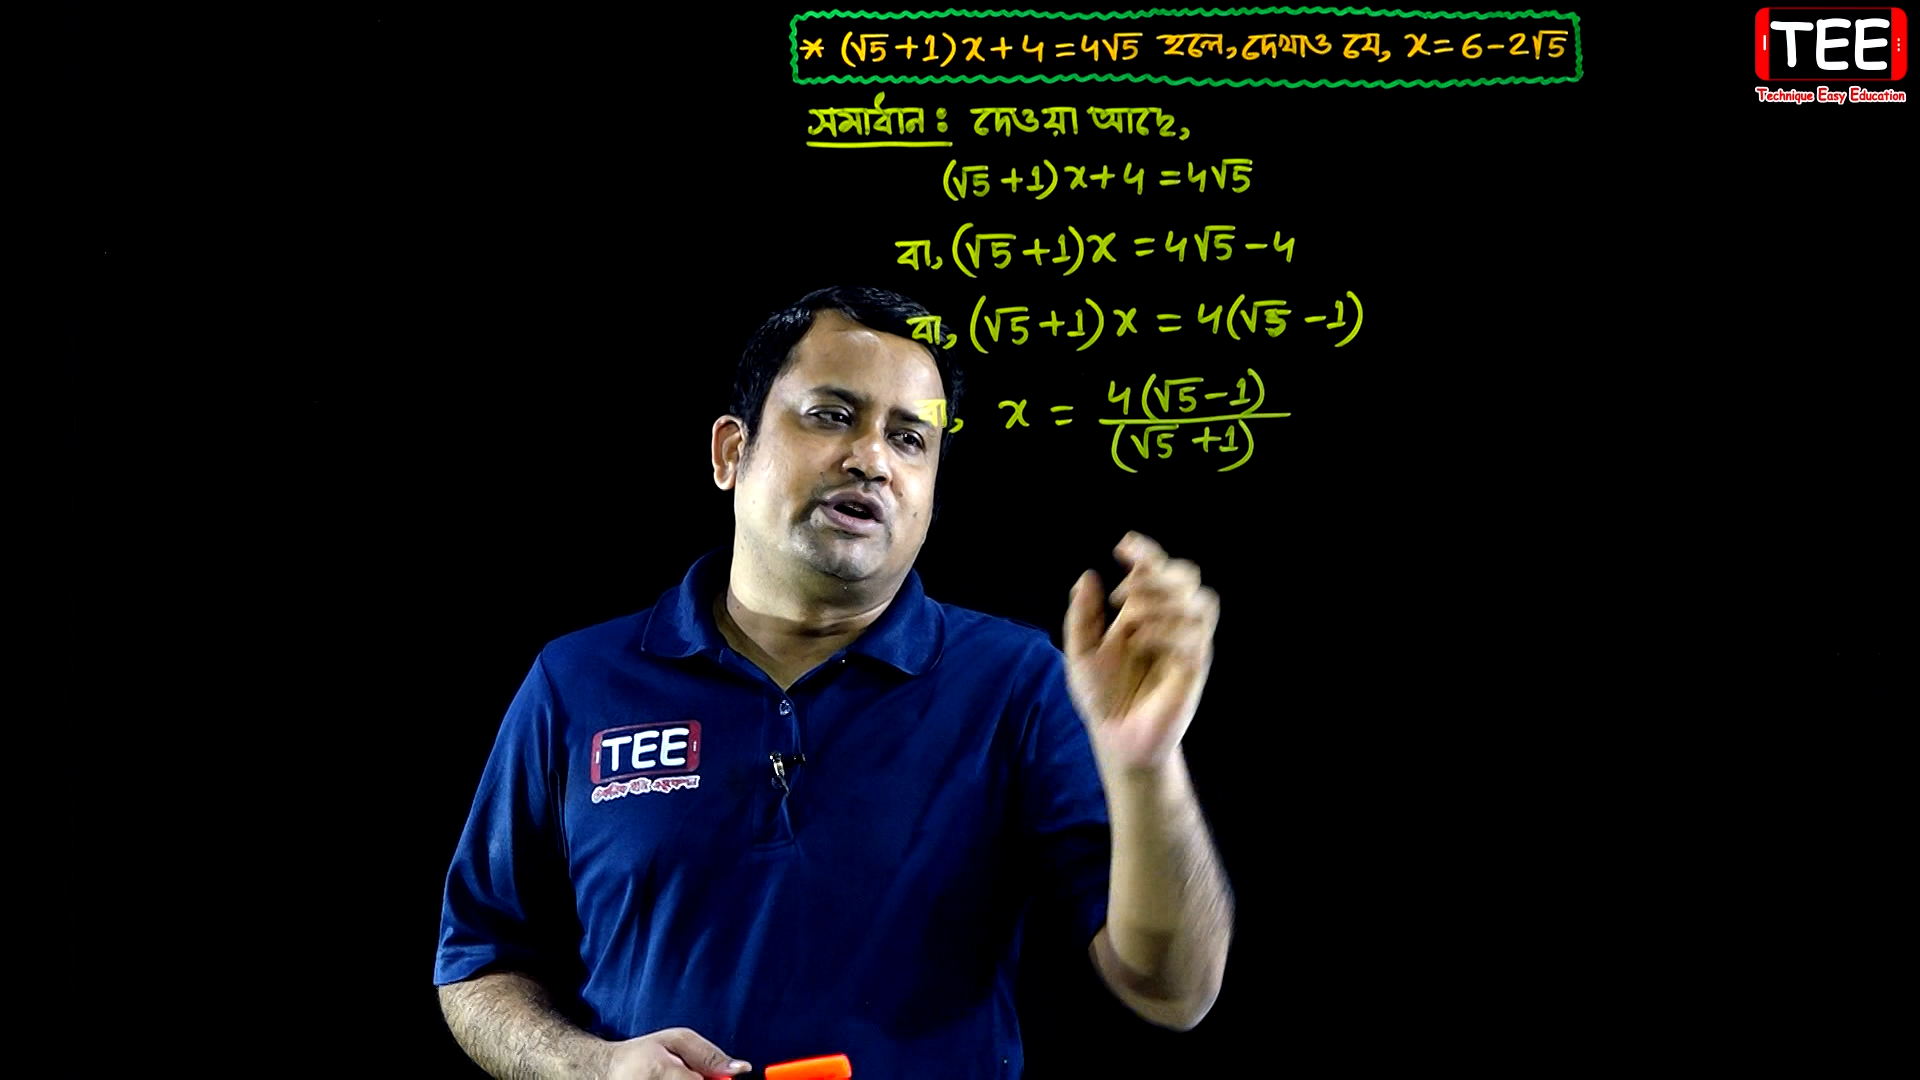 * (√5+1)x+4=4√5 হলে, দেখাও যে, x=6-2√5
TEE
Technique Easy Education
সমাধান: দেওয়া আছে,
(√5+1)x+4=4√5
বা, (√5+1)x=4√5-4
বা, (√5+1)x=4(√5-1)
বা, x = 4(√5-1)/(√5+1)
TEE